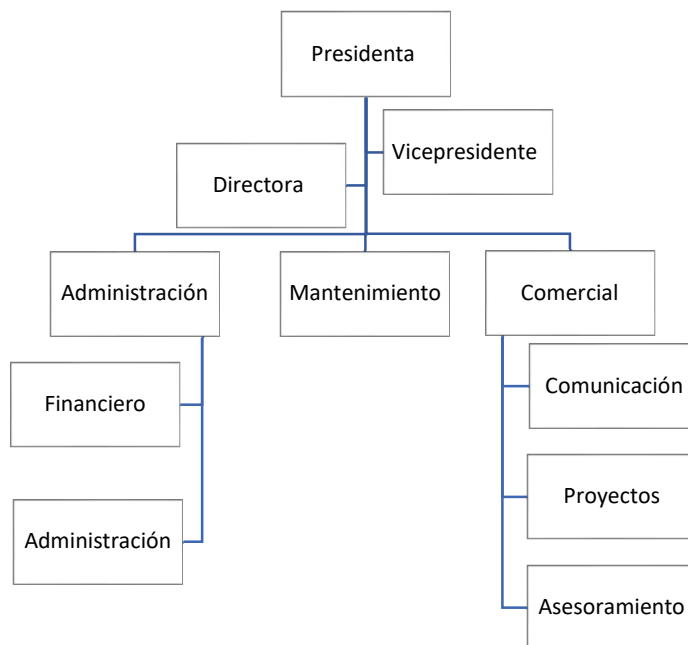 Presidenta
Vicepresidente
Directora
Administración
Mantenimiento
Comercial
Financiero
Administración
Comunicación
Proyectos
Asesoramiento